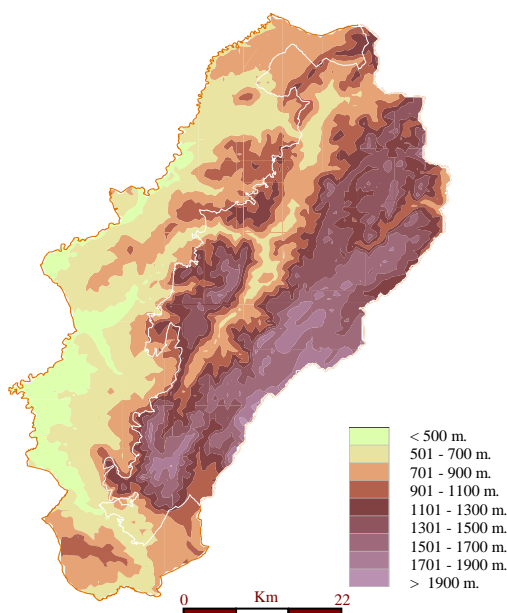 < 500 m.
501 - 700 m.
701 - 900 m.
901 - 1100 m.
1101 - 1300 m.
1301 - 1500 m.
1501 - 1700 m.
1701 - 1900 m.
> 1900 m.
Km
0 22